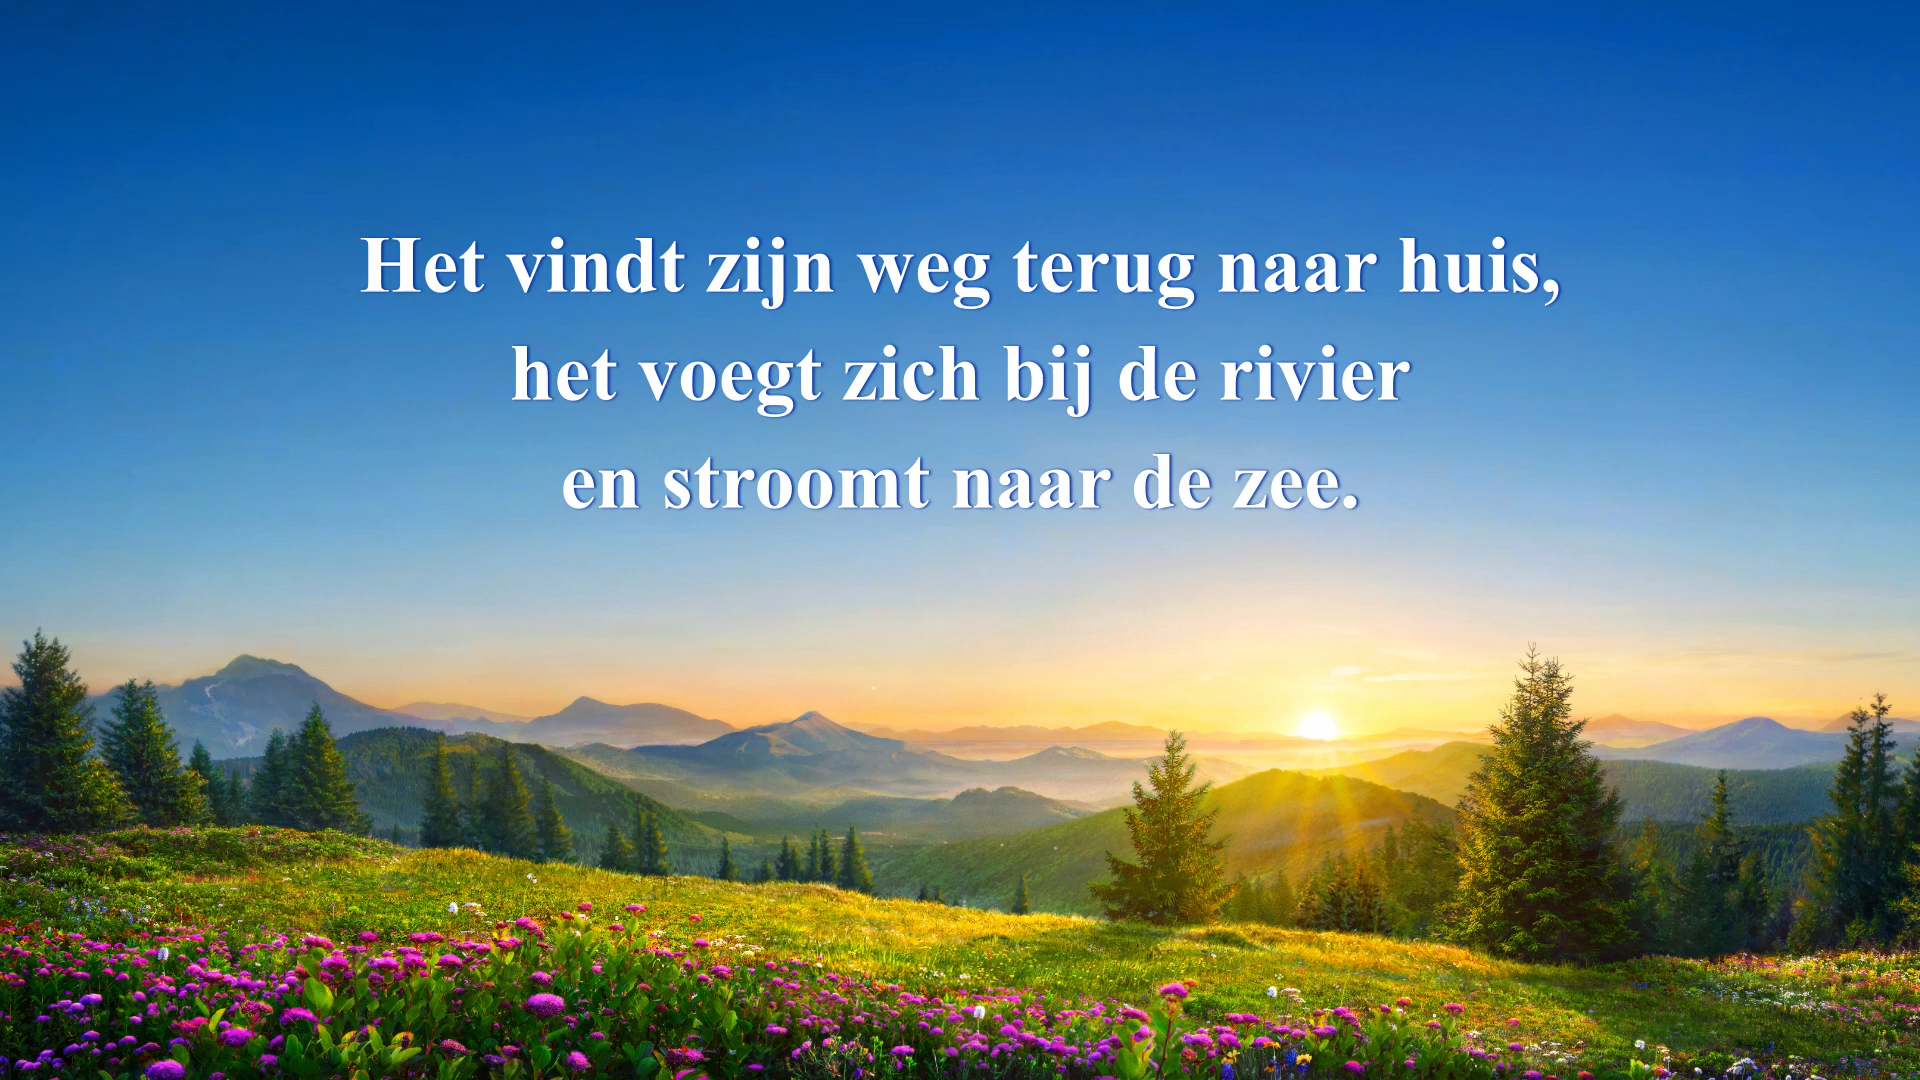 Het vindt zijn weg terug naar huis,
het voegt zich bij de rivier
en stroomt naar de zee.